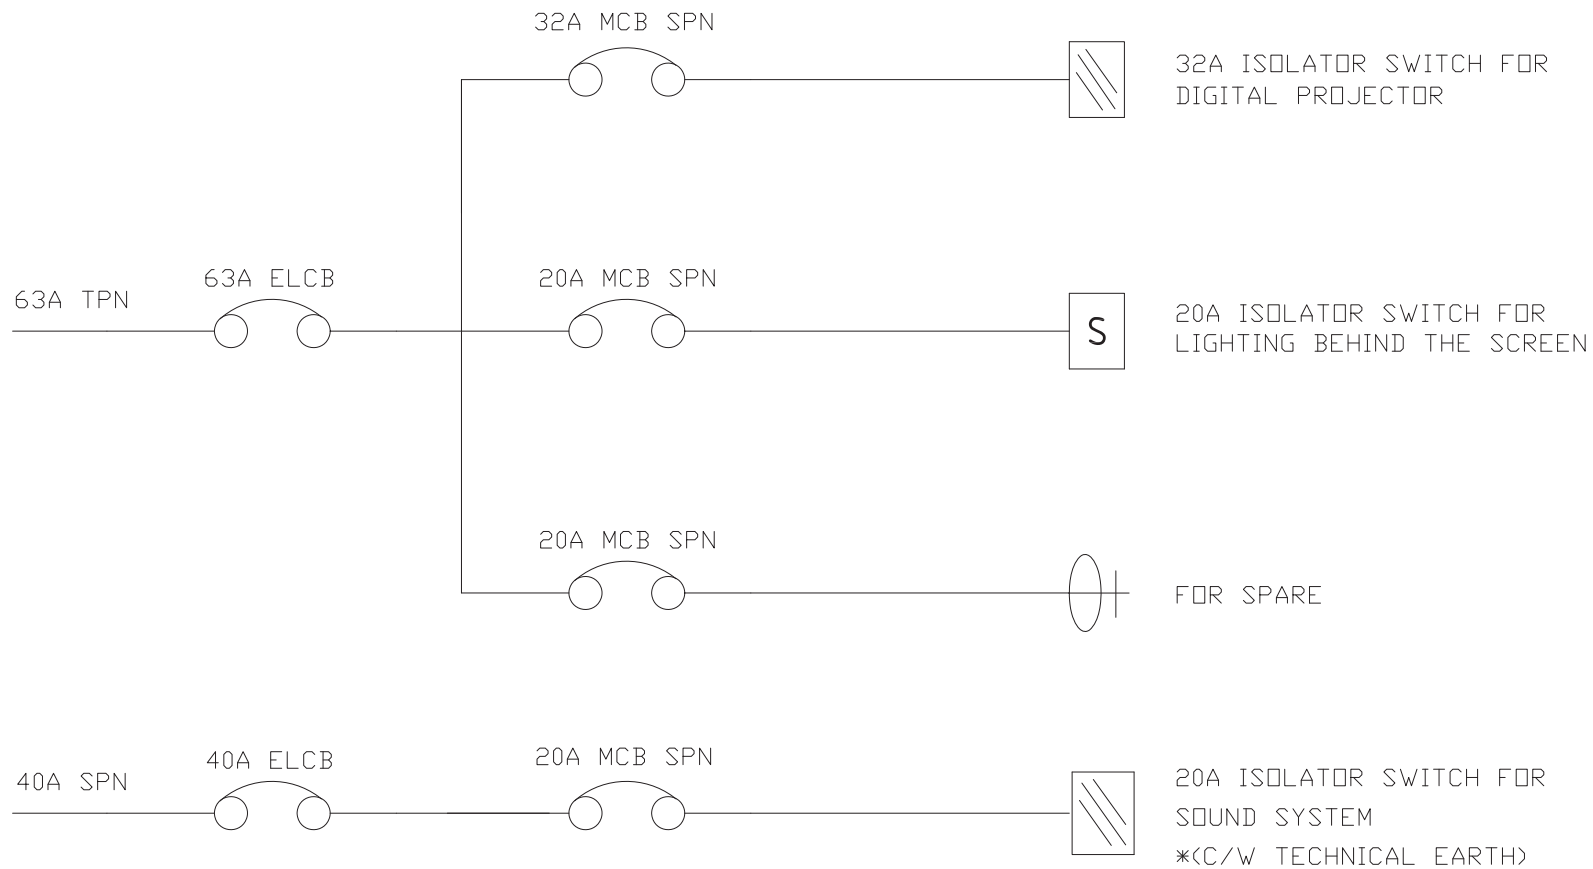 32A MCB SPN
32A ISOLATOR SWITCH FOR
DIGITAL PROJECTOR
63A TPN
63A ELCB
20A MCB SPN
S
20A ISOLATOR SWITCH FOR
LIGHTING BEHIND THE SCREEN
20A MCB SPN
FOR SPARE
40A SPN
40A ELCB
20A MCB SPN
20A ISOLATOR SWITCH FOR
SOUND SYSTEM
*(C/W TECHNICAL EARTH)